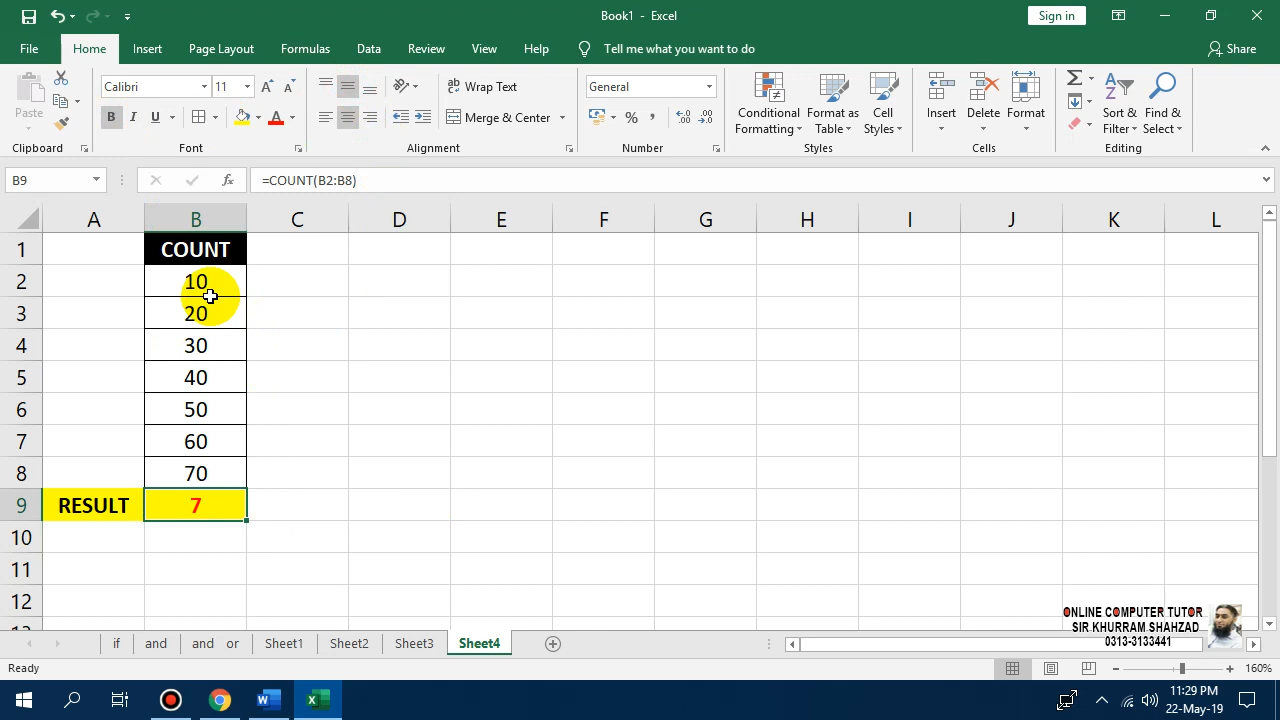 Book1 - Excel
Sign in
File Home Insert Page Layout Formulas Data Review View Help Tell me what you want to do Share
Paste
Calibri 11
B I U
Wrap Text
Merge & Center
General
%
Conditional Formatting
Format as Table
Cell Styles
Insert
Delete
Format
Sort & Filter
Find & Select
Clipboard Font Alignment Number Styles Cells Editing
B9 fx =COUNT(B2:B8)
A B C D E F G H I J K L
1 COUNT
2 10
3 20
4 30
5 40
6 50
7 60
8 70
9 RESULT 7
10
11
12
13
ONLINE COMPUTER TUTOR
SIR KHURRAM SHAHZAD
0313-3133441
if and and or Sheet1 Sheet2 Sheet3 Sheet4
Ready 160%
11:29 PM
22-May-19